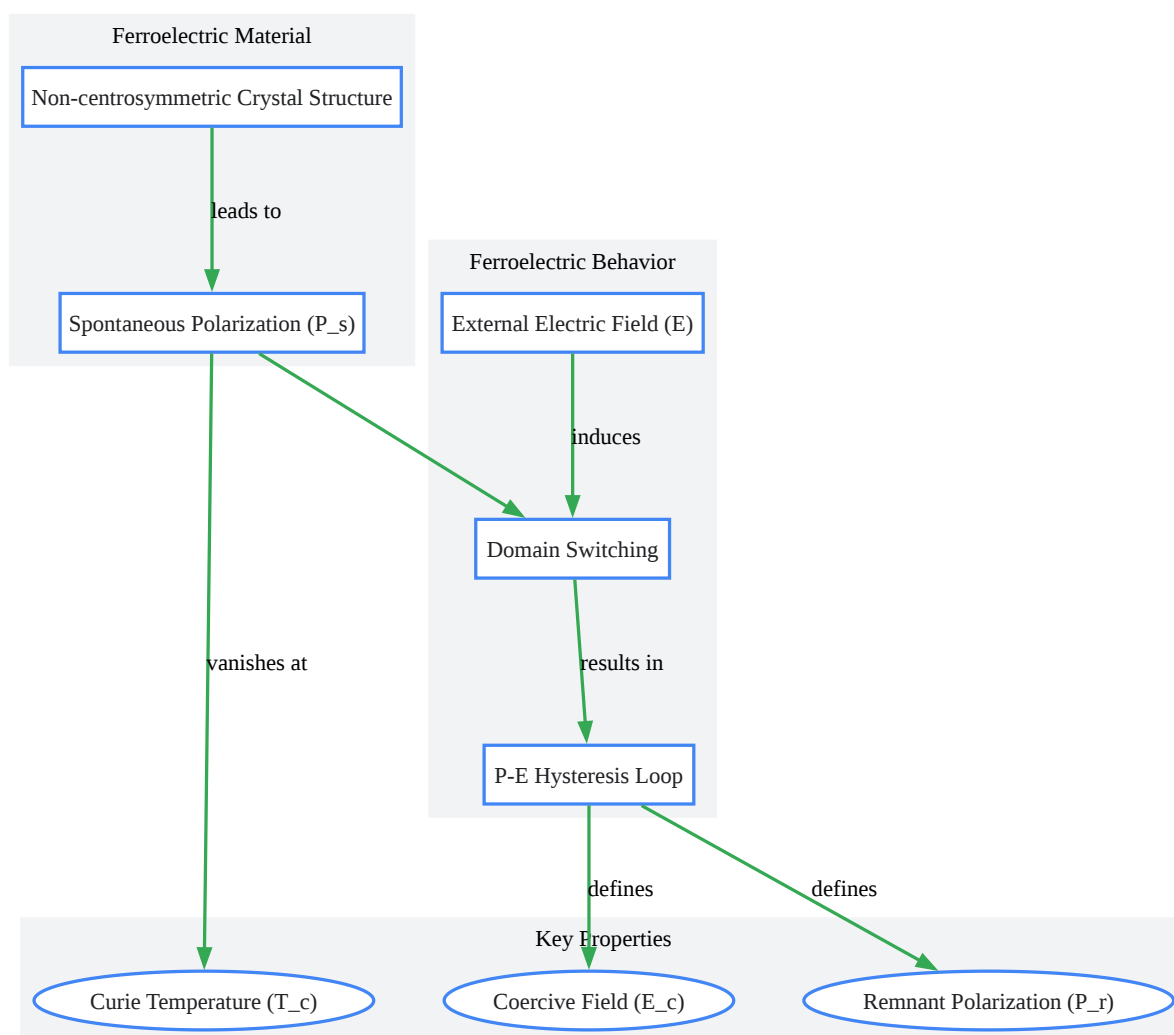 Ferroelectric Material
Non-centrosymmetric Crystal Structure
leads to
Ferroelectric Behavior
Spontaneous Polarization (P_s)
External Electric Field (E)
induces
Domain Switching
vanishes at
results in
P-E Hysteresis Loop
defines
defines
Key Properties
Curie Temperature (T_c)
Coercive Field (E_c)
Remnant Polarization (P_r)